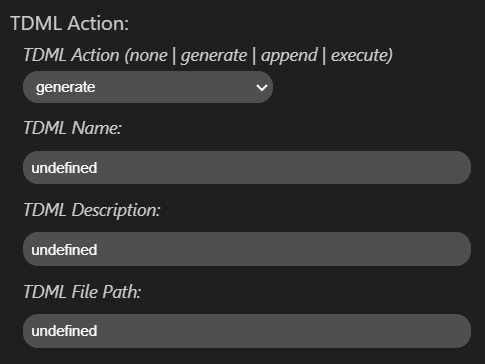 TDML Action:
TDML Action (none | generate | append | execute)
generate
TDML Name:
undefined
TDML Description:
undefined
TDML File Path:
undefined